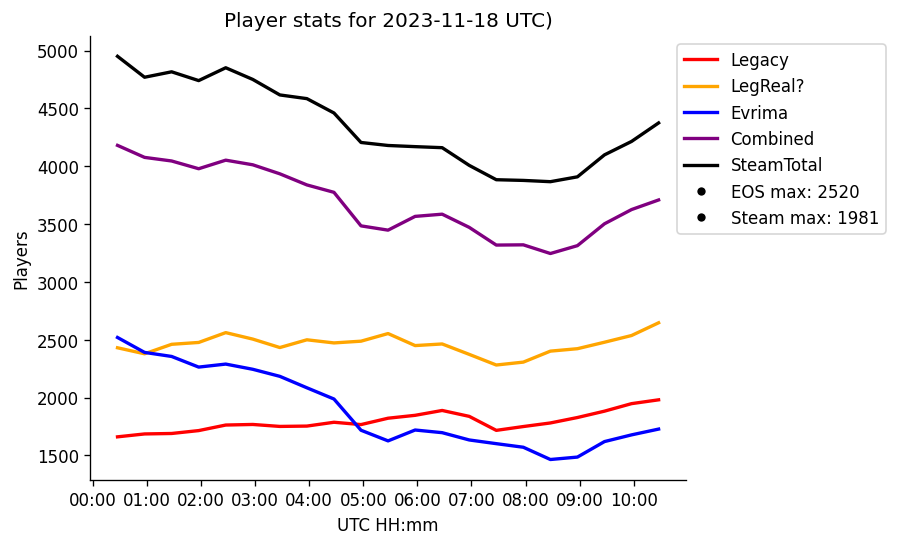 Player stats for 2023-11-18 UTC)
Players
5000
4500
4000
3500
3000
2500
2000
1500
00:00 01:00 02:00 03:00 04:00 05:00 06:00 07:00 08:00 09:00 10:00
UTC HH:mm
Legacy
LegReal?
Evrima
Combined
SteamTotal
EOS max: 2520
Steam max: 1981